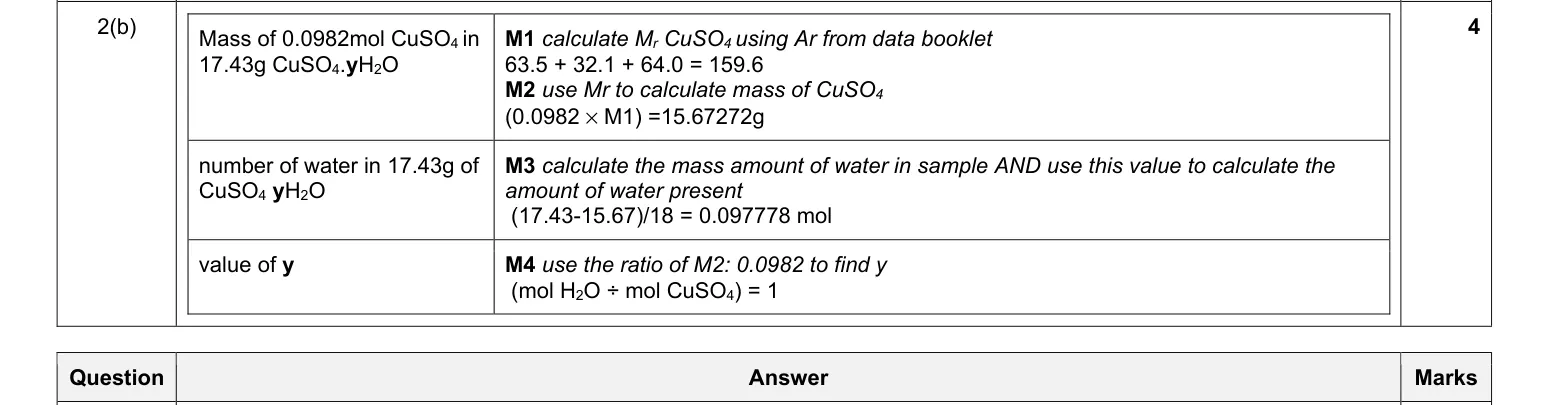 2(b)
Mass of 0.0982mol CuSO₄ in
17.43g CuSO₄.yH₂O
M1 calculate Mᵣ CuSO₄ using Ar from data booklet
63.5 + 32.1 + 64.0 = 159.6
M2 use Mr to calculate mass of CuSO₄
(0.0982 × M1) =15.67272g
4
number of water in 17.43g of
CuSO₄ yH₂O
M3 calculate the mass amount of water in sample AND use this value to calculate the
amount of water present
(17.43-15.67)/18 = 0.097778 mol
value of y
M4 use the ratio of M2: 0.0982 to find y
(mol H₂O ÷ mol CuSO₄) = 1
Question Answer Marks